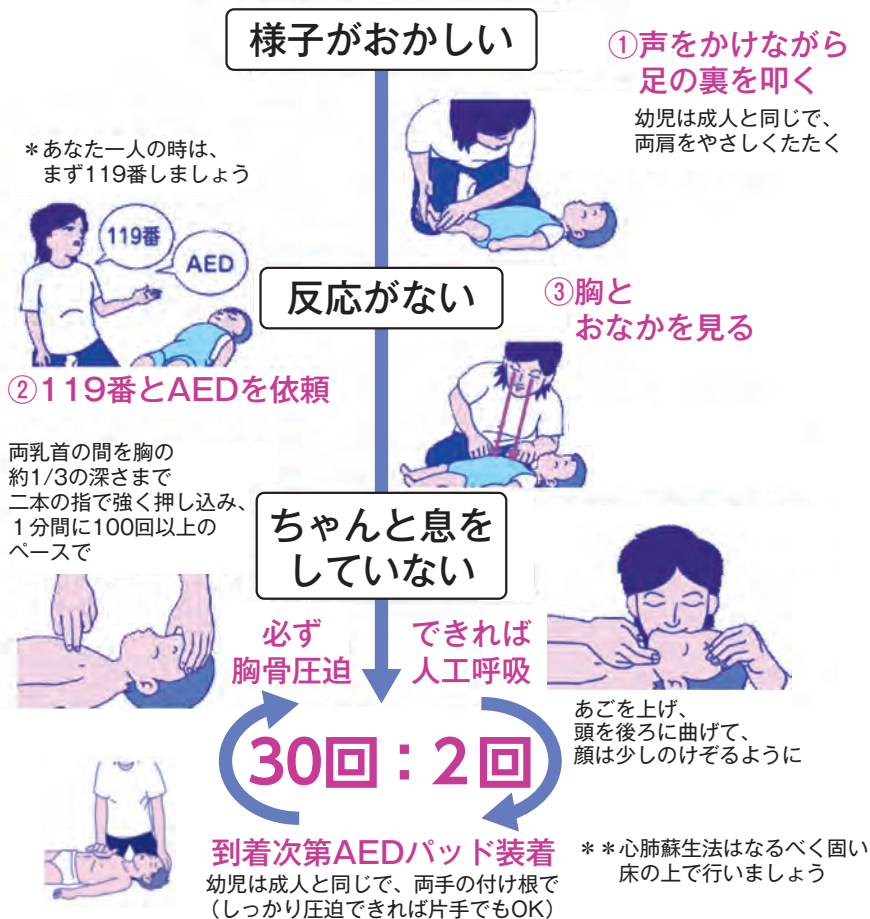 様子がおかしい
①声をかけながら
足の裏を叩く
幼児は成人と同じで、
両肩をやさしくたたく
＊あなた一人の時は、
まず119番しましょう
119番
AED
反応がない
②119番とAEDを依頼
③胸と
おなかを見る
両乳首の間を胸の
約1/3の深さまで
二本の指で強く押し込み、
１分間に100回以上の
ペースで
ちゃんと息を
していない
必ず
胸骨圧迫
できれば
人工呼吸
30回：2回
あごを上げ、
頭を後ろに曲げて、
顔は少しのけぞるように
到着次第AEDパッド装着
幼児は成人と同じで、両手の付け根で
（しっかり圧迫できれば片手でもOK）
＊＊心肺蘇生法はなるべく固い
床の上で行いましょう